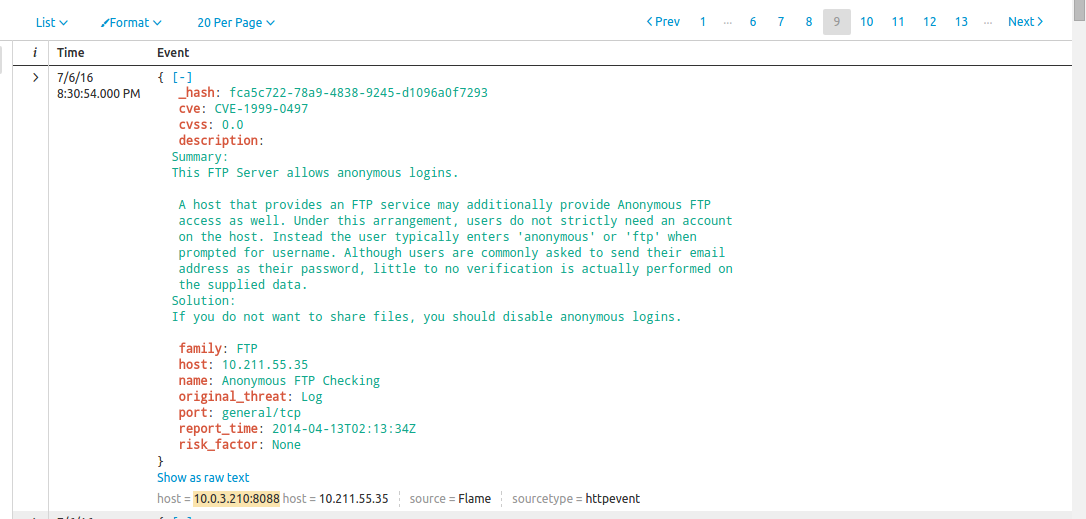 List Format 20 Per Page Prev 1 ... 6 7 8 9 10 11 12 13 ... Next
i Time Event
7/6/16 { [-]
8:30:54.000 PM _hash: fca5c722-78a9-4838-9245-d1096a0f7293
cve: CVE-1999-0497
cvss: 0.0
description:
Summary:
This FTP Server allows anonymous logins.
A host that provides an FTP service may additionally provide Anonymous FTP
access as well. Under this arrangement, users do not strictly need an account
on the host. Instead the user typically enters 'anonymous' or 'ftp' when
prompted for username. Although users are commonly asked to send their email
address as their password, little to no verification is actually performed on
the supplied data.
Solution:
If you do not want to share files, you should disable anonymous logins.
family: FTP
host: 10.211.55.35
name: Anonymous FTP Checking
original_threat: Log
port: general/tcp
report_time: 2014-04-13T02:13:34Z
risk_factor: None
}
Show as raw text
host = 10.0.3.210:8088 host = 10.211.55.35 source = Flame sourcetype = httpevent